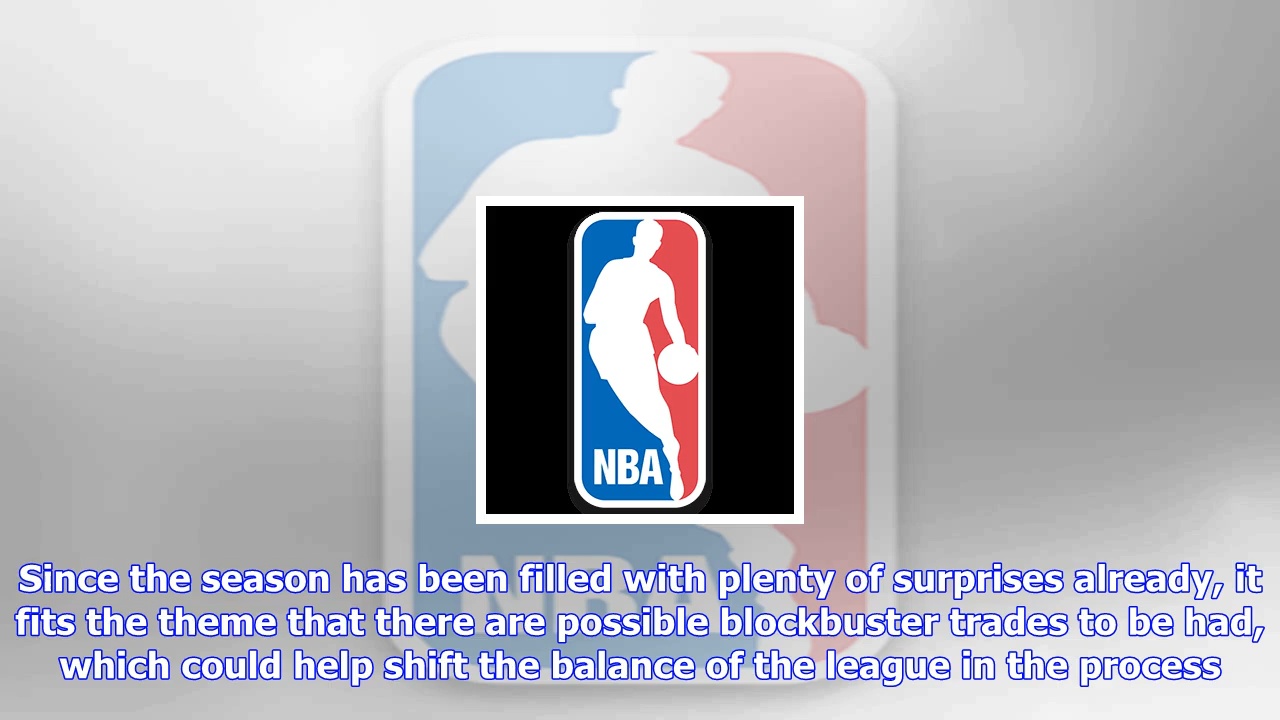 NBA
NBA
Since the season has been filled with plenty of surprises already, it
fits the theme that there are possible blockbuster trades to be had,
which could help shift the balance of the league in the process